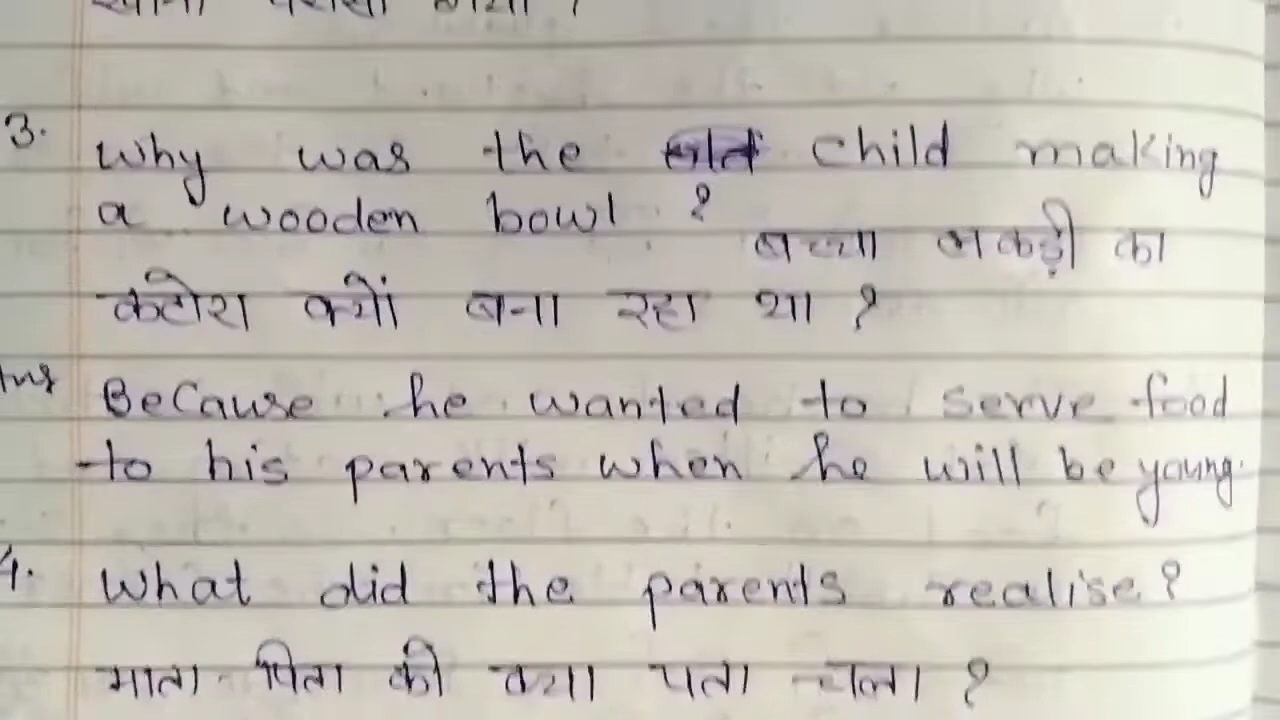 3. Why was the child making
a wooden bowl ?
बच्चा लकड़ी का
कटोरा क्यों बना रहा था ?
Ans Because he wanted to serve food
to his parents when he will be young.
4. What did the parents realise?
माता पिता को क्या पता चला ?